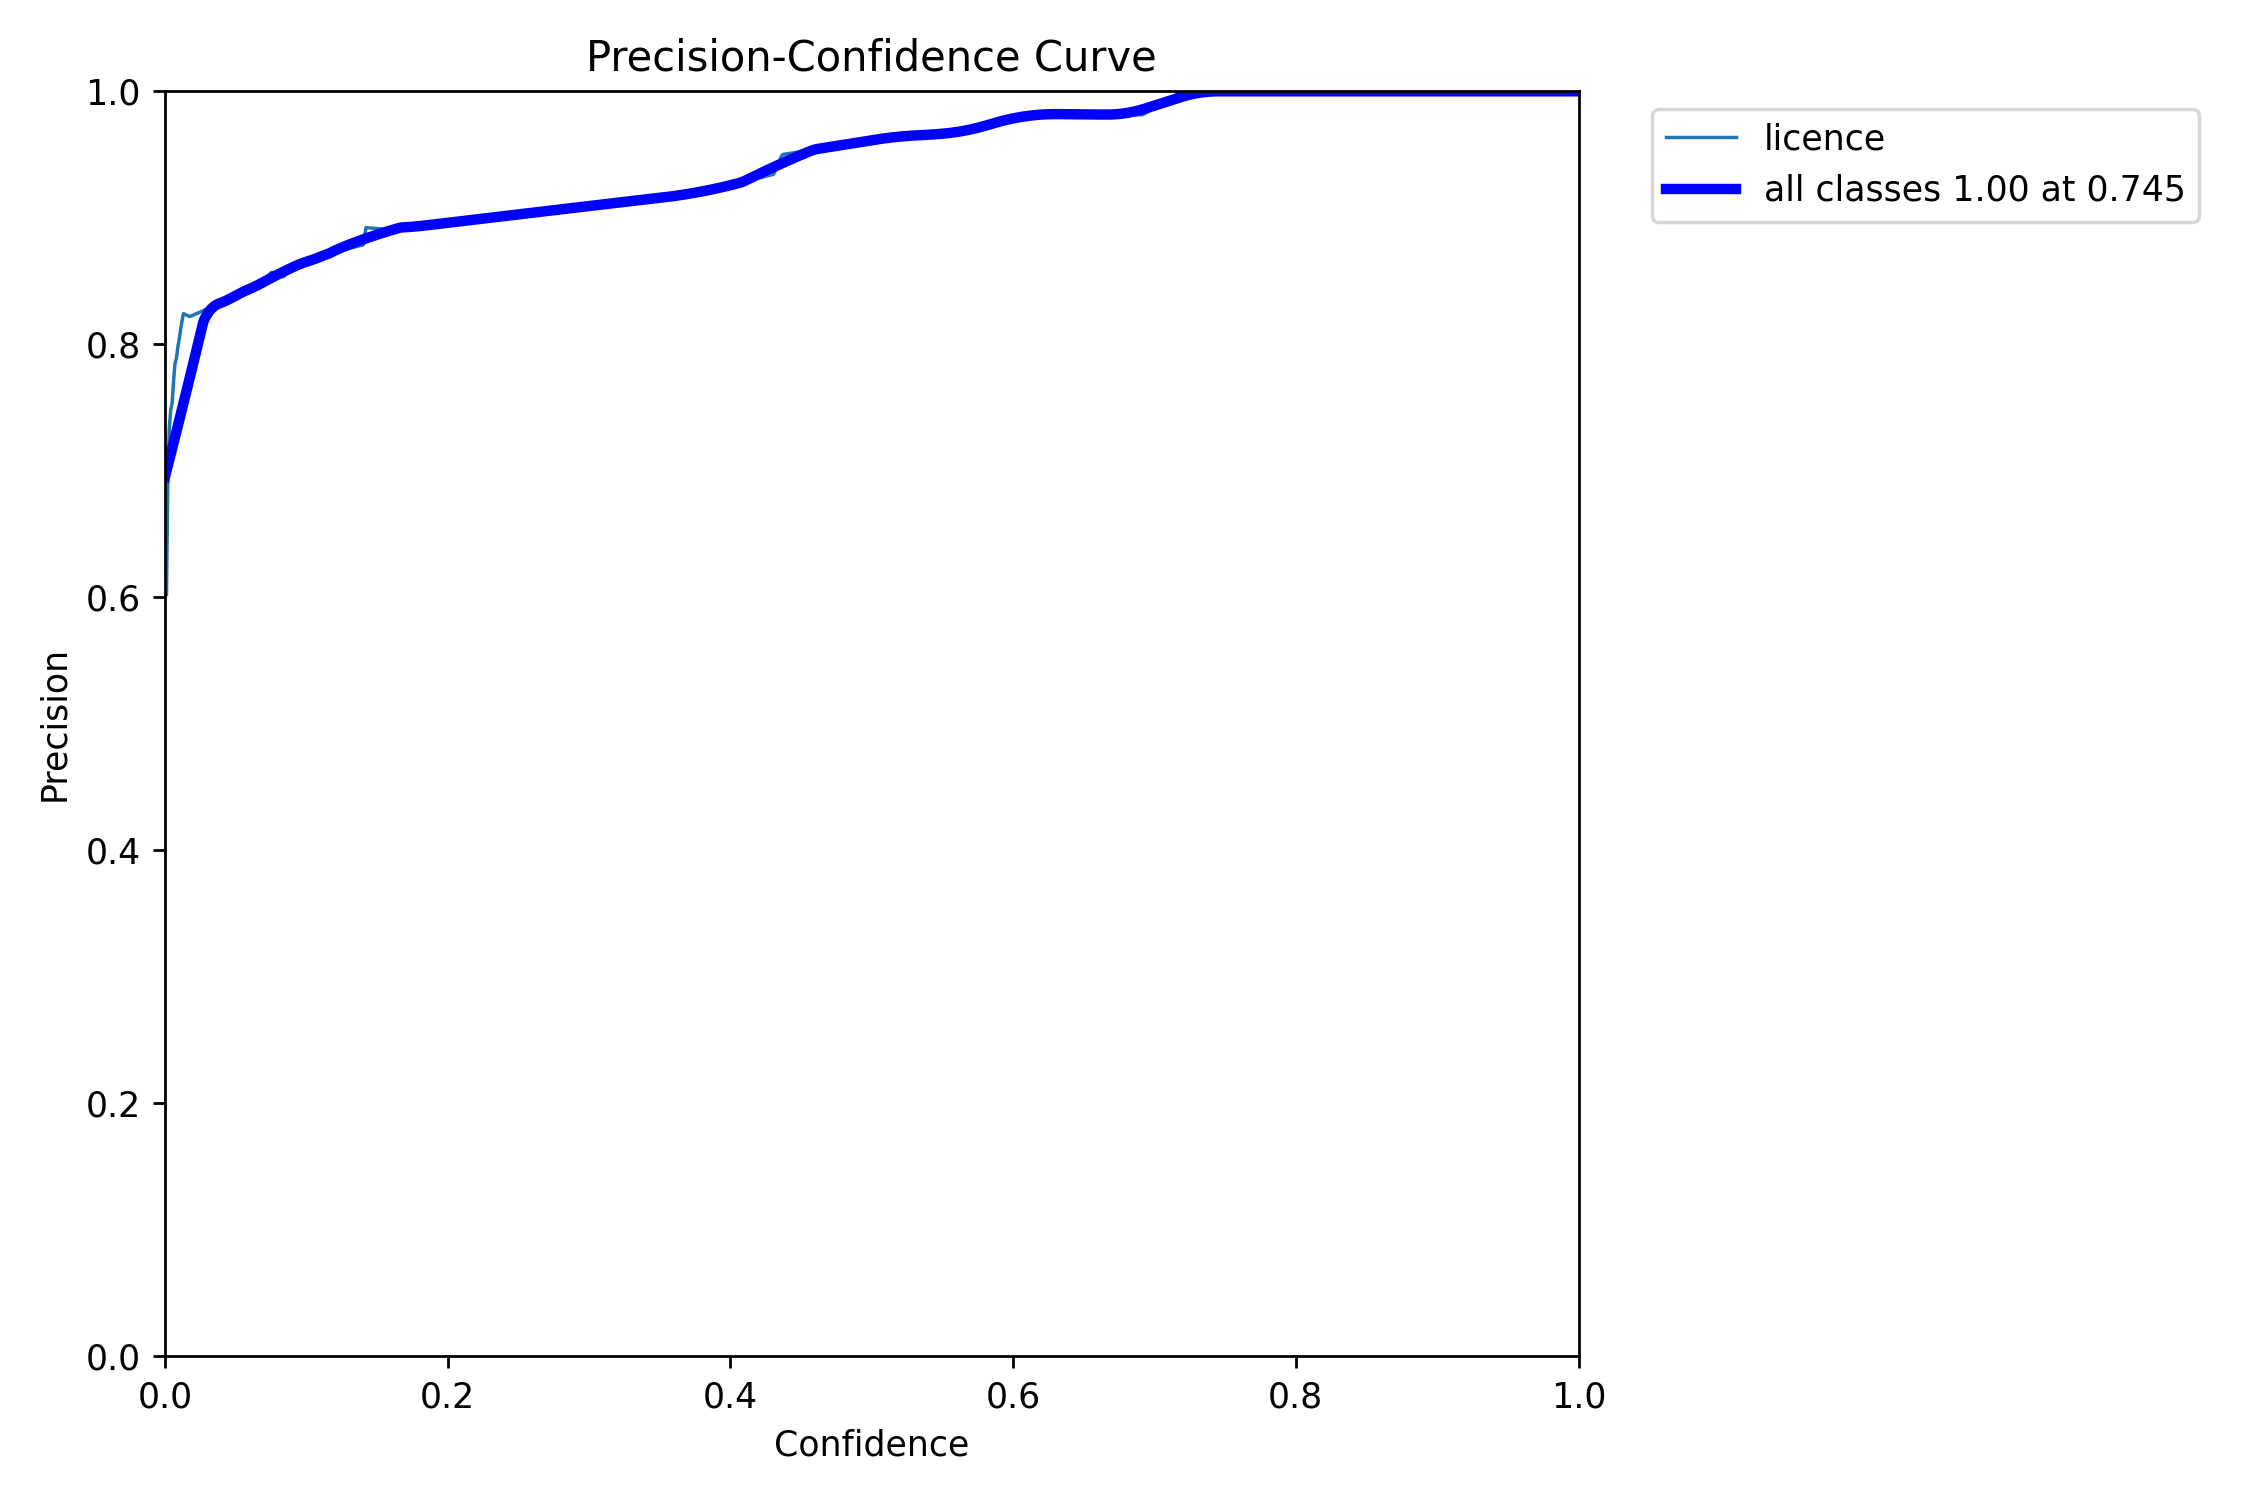 Precision-Confidence Curve
1.0
0.8
0.6
0.4
0.2
0.0
Precision
0.0 0.2 0.4 0.6 0.8 1.0
Confidence
licence
all classes 1.00 at 0.745